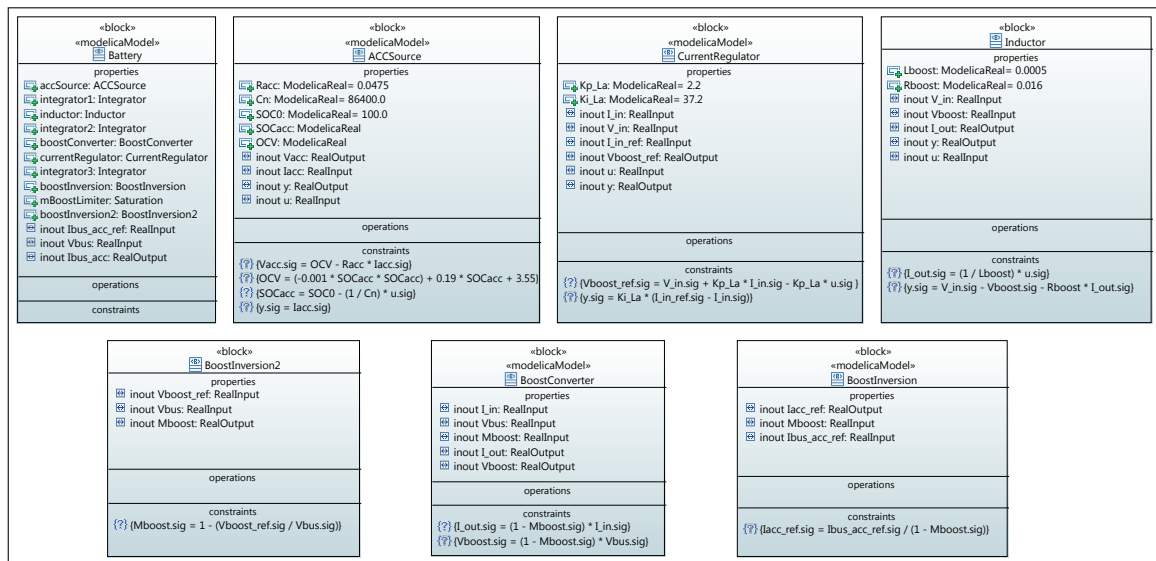 «block»
«modelicaModel»
Battery
properties
accSource: ACCSource
integrator1: Integrator
inductor: Inductor
integrator2: Integrator
boostConverter: BoostConverter
currentRegulator: CurrentRegulator
integrator3: Integrator
boostInversion: BoostInversion
mBoostLimiter: Saturation
boostInversion2: BoostInversion2
inout Ibus_acc_ref: RealInput
inout Vbus: RealInput
inout Ibus_acc: RealOutput
operations
constraints
«block»
«modelicaModel»
ACCSource
properties
Racc: ModelicaReal= 0.0475
Cn: ModelicaReal= 86400.0
SOC0: ModelicaReal= 100.0
SOCacc: ModelicaReal
OCV: ModelicaReal
inout Vacc: RealOutput
inout Iacc: RealInput
inout y: RealOutput
inout u: RealInput
operations
constraints
{?} {Vacc.sig = OCV - Racc * Iacc.sig}
{?} {OCV = (-0.001 * SOCacc * SOCacc) + 0.19 * SOCacc + 3.55}
{?} {SOCacc = SOC0 - (1 / Cn) * u.sig}
{?} {y.sig = Iacc.sig}
«block»
«modelicaModel»
CurrentRegulator
properties
Kp_La: ModelicaReal= 2.2
Ki_La: ModelicaReal= 37.2
inout I_in: RealInput
inout V_in: RealInput
inout I_in_ref: RealInput
inout Vboost_ref: RealOutput
inout u: RealInput
inout y: RealOutput
operations
constraints
{?} {Vboost_ref.sig = V_in.sig + Kp_La * I_in.sig - Kp_La * u.sig }
{?} {y.sig = Ki_La * (I_in_ref.sig - I_in.sig)}
«block»
Inductor
properties
Lboost: ModelicaReal= 0.0005
Rboost: ModelicaReal= 0.016
inout V_in: RealInput
inout Vboost: RealInput
inout I_out: RealOutput
inout y: RealOutput
inout u: RealInput
operations
constraints
{?} {I_out.sig = (1 / Lboost) * u.sig}
{?} {y.sig = V_in.sig - Vboost.sig - Rboost * I_out.sig}
«block»
BoostInversion2
properties
inout Vboost_ref: RealInput
inout Vbus: RealInput
inout Mboost: RealOutput
operations
constraints
{?} {Mboost.sig = 1 - (Vboost_ref.sig / Vbus.sig)}
«block»
«modelicaModel»
BoostConverter
properties
inout I_in: RealInput
inout Vbus: RealInput
inout Mboost: RealInput
inout I_out: RealOutput
inout Vboost: RealOutput
operations
constraints
{?} {I_out.sig = (1 - Mboost.sig) * I_in.sig}
{?} {Vboost.sig = (1 - Mboost.sig) * Vbus.sig}
«block»
«modelicaModel»
BoostInversion
properties
inout Iacc_ref: RealOutput
inout Mboost: RealInput
inout Ibus_acc_ref: RealInput
operations
constraints
{?} {Iacc_ref.sig = Ibus_acc_ref.sig / (1 - Mboost.sig)}